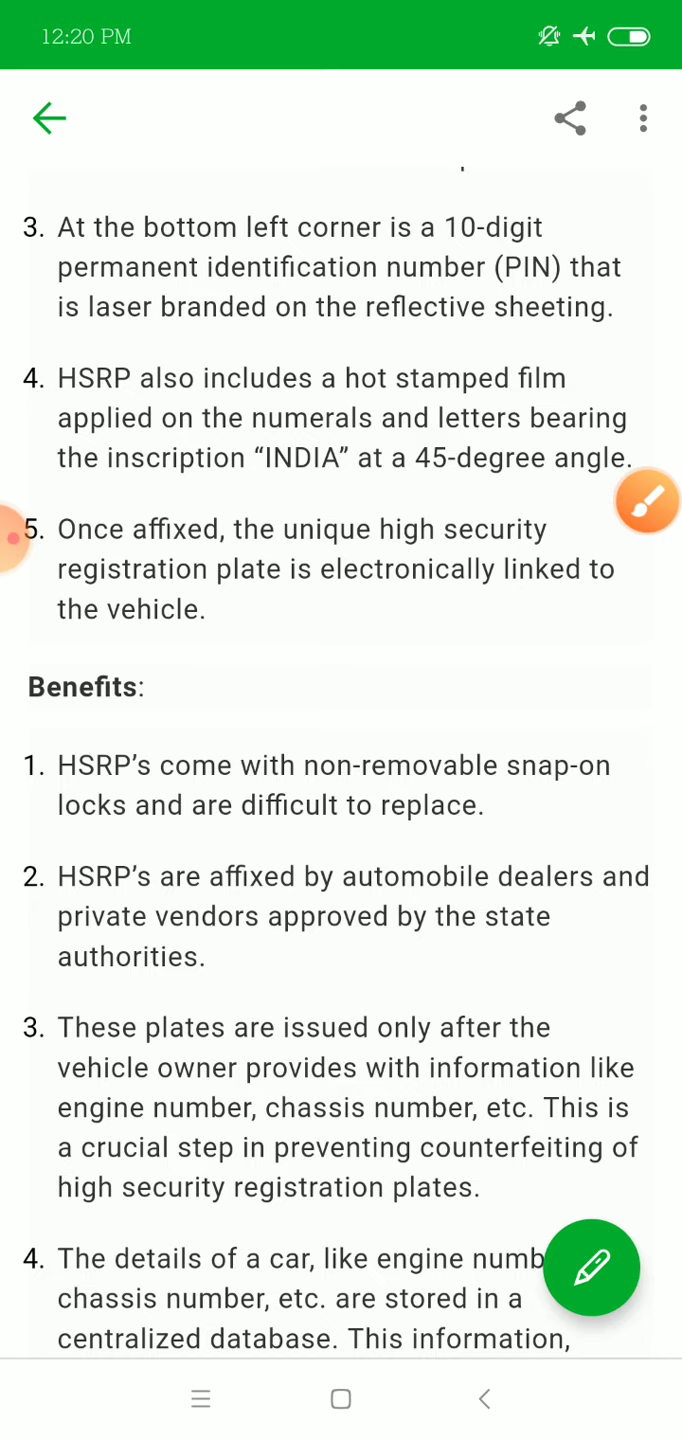 12:20 PM
3. At the bottom left corner is a 10-digit
permanent identification number (PIN) that
is laser branded on the reflective sheeting.
4. HSRP also includes a hot stamped film
applied on the numerals and letters bearing
the inscription “INDIA” at a 45-degree angle.
5. Once affixed, the unique high security
registration plate is electronically linked to
the vehicle.
Benefits:
1. HSRP’s come with non-removable snap-on
locks and are difficult to replace.
2. HSRP’s are affixed by automobile dealers and
private vendors approved by the state
authorities.
3. These plates are issued only after the
vehicle owner provides with information like
engine number, chassis number, etc. This is
a crucial step in preventing counterfeiting of
high security registration plates.
4. The details of a car, like engine numb
chassis number, etc. are stored in a
centralized database. This information,